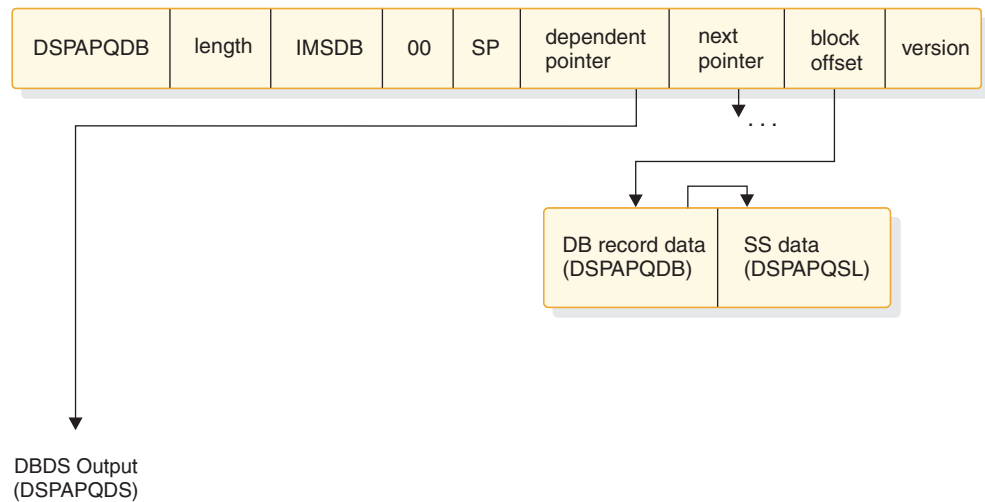 DSPAPQDB
length
IMSDB
00
SP
dependent
pointer
next
pointer
block
offset
version
. . .
DB record data
(DSPAPQDB)
SS data
(DSPAPQSL)
DBDS Output
(DSPAPQDS)